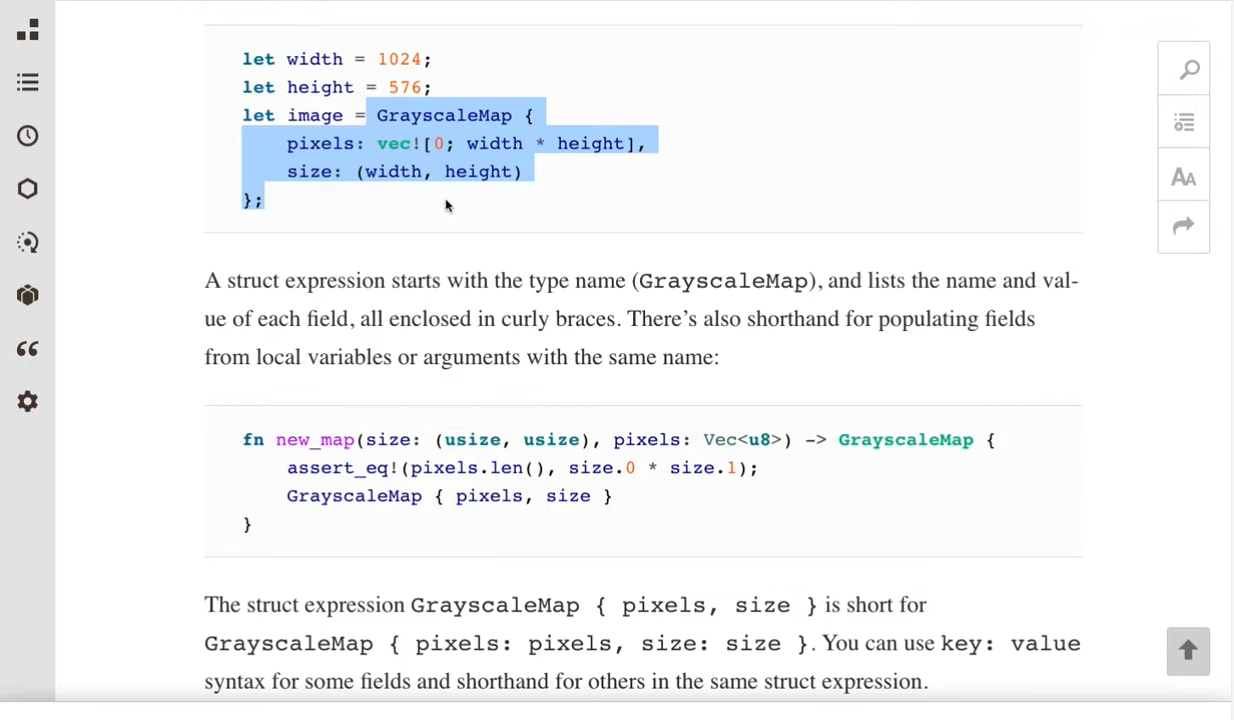 let width = 1024;
let height = 576;
let image = GrayscaleMap {
    pixels: vec![0; width * height],
    size: (width, height)
};
A struct expression starts with the type name (GrayscaleMap), and lists the name and val-
ue of each field, all enclosed in curly braces. There’s also shorthand for populating fields
from local variables or arguments with the same name:
fn new_map(size: (usize, usize), pixels: Vec<u8>) -> GrayscaleMap {
    assert_eq!(pixels.len(), size.0 * size.1);
    GrayscaleMap { pixels, size }
}
The struct expression GrayscaleMap { pixels, size } is short for
GrayscaleMap { pixels: pixels, size: size }. You can use key: value
syntax for some fields and shorthand for others in the same struct expression.
AA